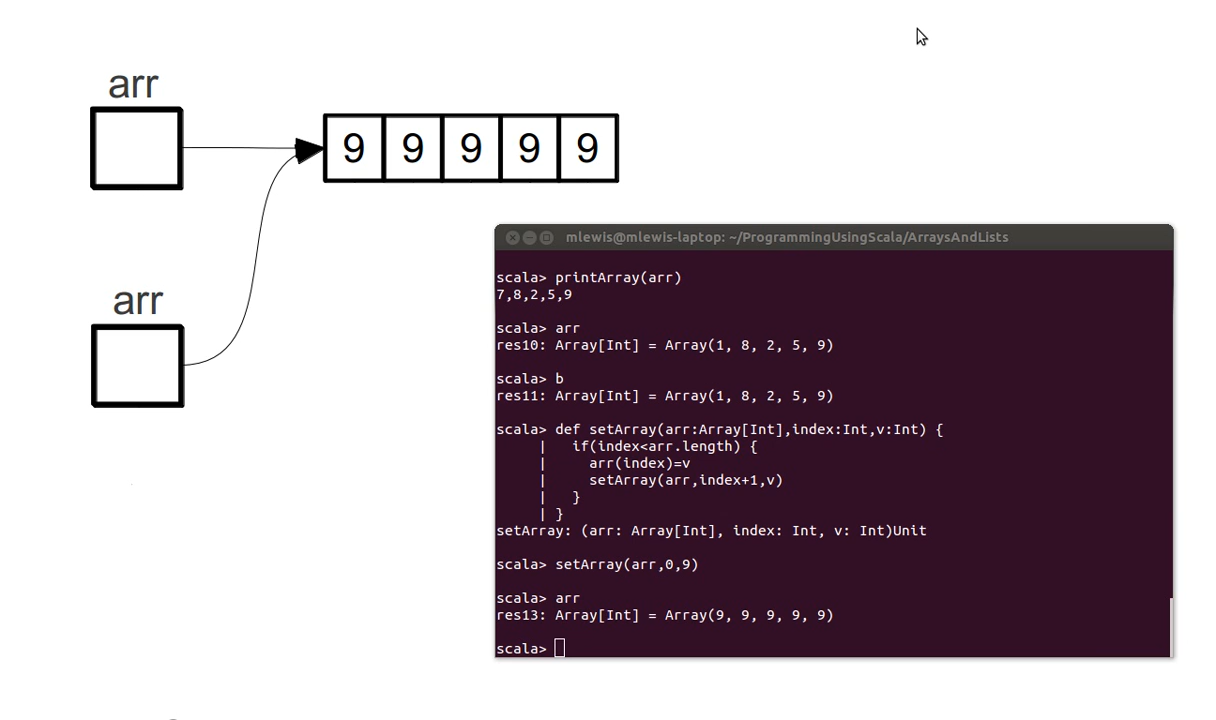 arr
9 9 9 9 9
arr
mlewis@mlewis-laptop: ~/ProgrammingUsingScala/ArraysAndLists
scala> printArray(arr)
7,8,2,5,9
scala> arr
res10: Array[Int] = Array(1, 8, 2, 5, 9)
scala> b
res11: Array[Int] = Array(1, 8, 2, 5, 9)
scala> def setArray(arr:Array[Int],index:Int,v:Int) {
     |   if(index<arr.length) {
     |     arr(index)=v
     |     setArray(arr,index+1,v)
     |   }
     | }
setArray: (arr: Array[Int], index: Int, v: Int)Unit
scala> setArray(arr,0,9)
scala> arr
res13: Array[Int] = Array(9, 9, 9, 9, 9)
scala>